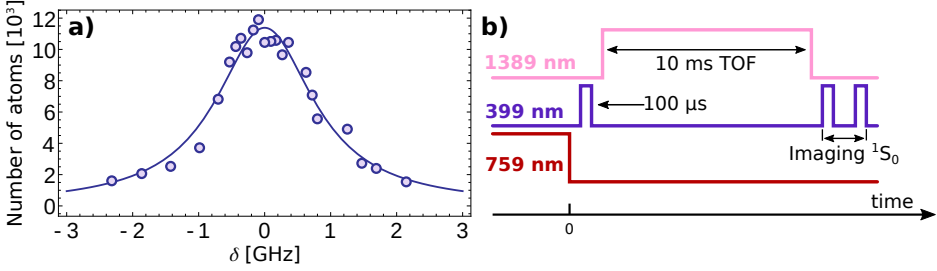 a)
Number of atoms [10³]
12
10
8
6
4
2
0
-3 -2 -1 0 1 2 3
δ [GHz]
b)
1389 nm
10 ms TOF
399 nm
100 µs
Imaging ¹S₀
759 nm
time
0